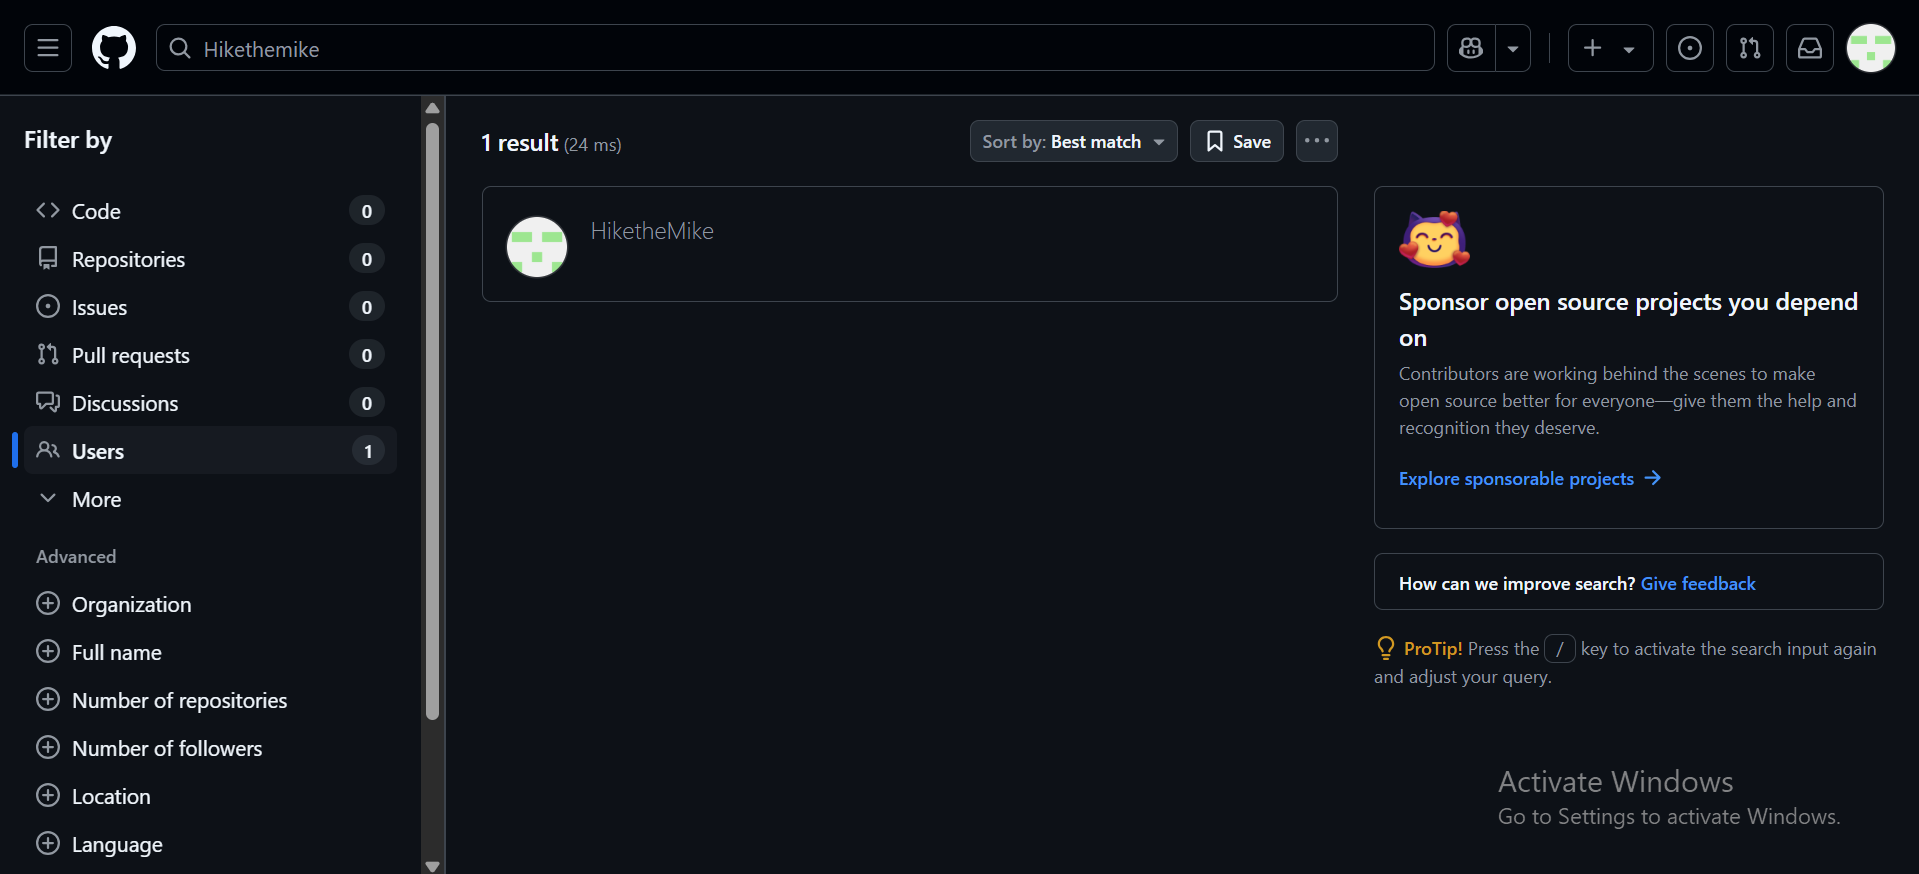 Hikethemike
Filter by
Code 0
Repositories 0
Issues 0
Pull requests 0
Discussions 0
Users 1
More
Advanced
Organization
Full name
Number of repositories
Number of followers
Location
Language
1 result (24 ms)
Sort by: Best match
Save
HiketheMike
Sponsor open source projects you depend
on
Contributors are working behind the scenes to make
open source better for everyone—give them the help and
recognition they deserve.
Explore sponsorable projects
How can we improve search? Give feedback
ProTip! Press the / key to activate the search input again
and adjust your query.
Activate Windows
Go to Settings to activate Windows.